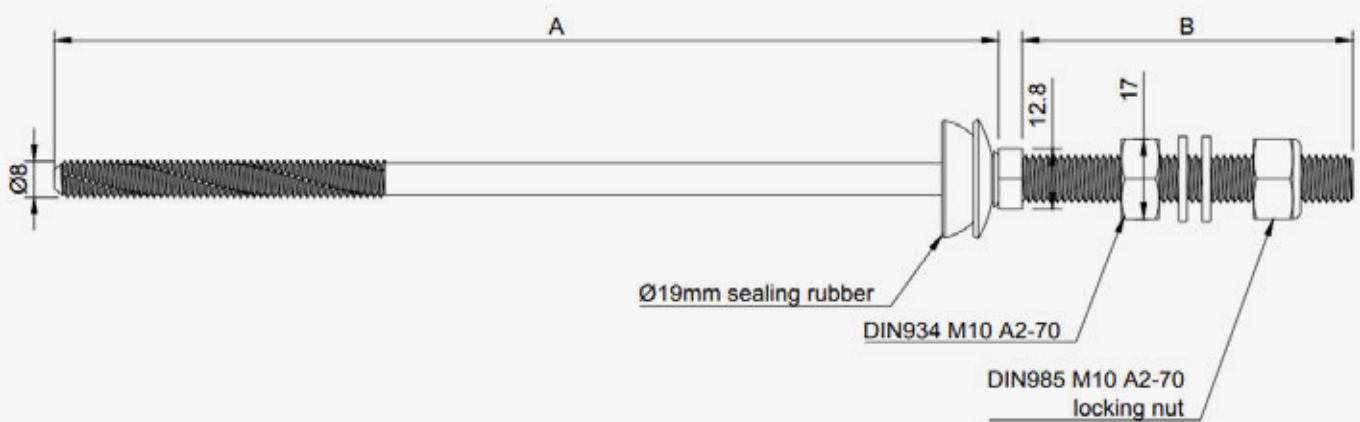 A
B
12.8
17
Ø8
Ø19mm sealing rubber
DIN934 M10 A2-70
DIN985 M10 A2-70
locking nut